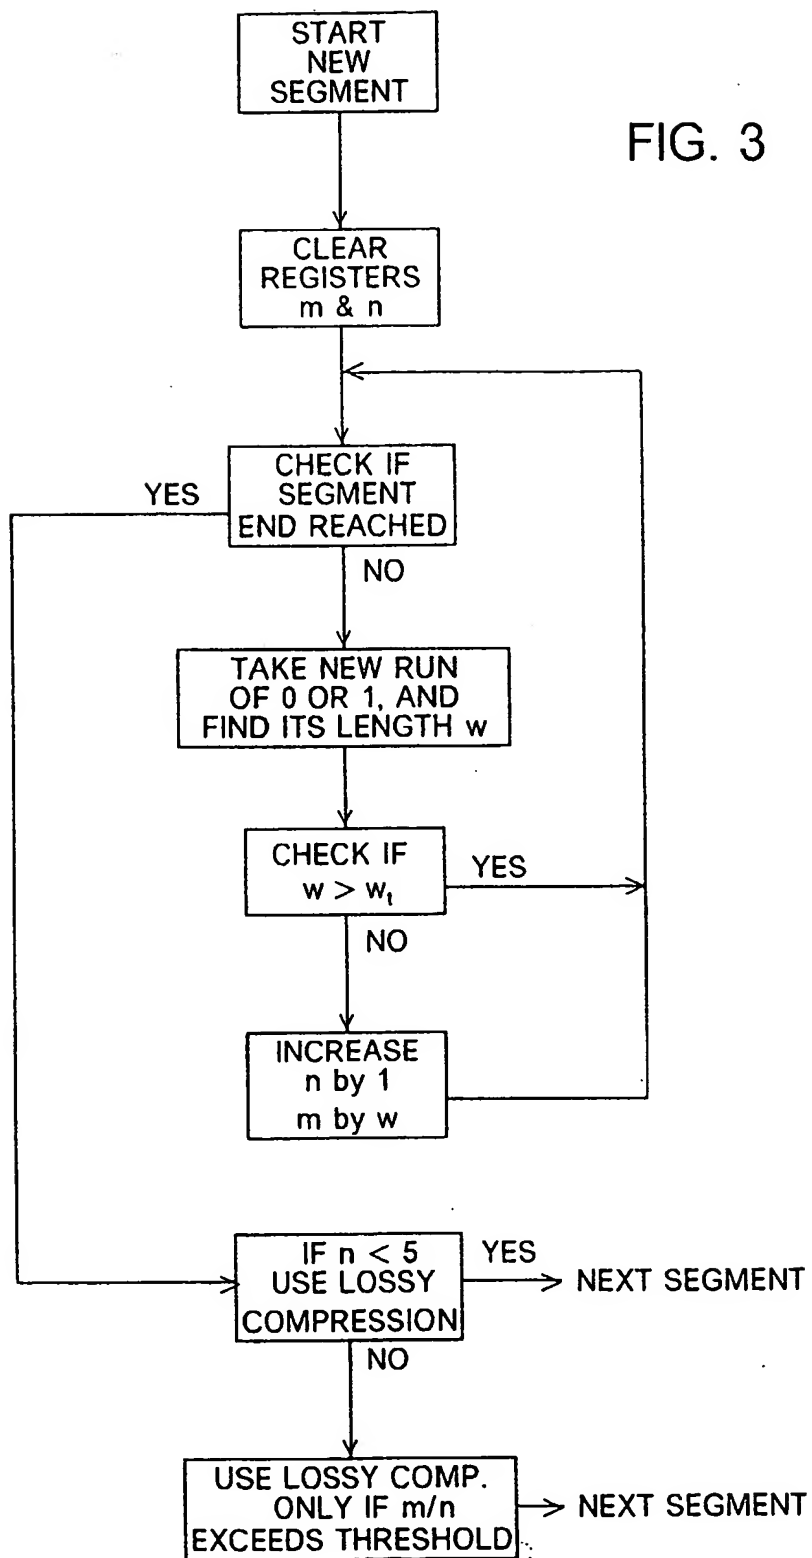 START
NEW
SEGMENT
FIG. 3
CLEAR
REGISTERS
m & n
CHECK IF
SEGMENT
END REACHED
YES
NO
TAKE NEW RUN
OF 0 OR 1, AND
FIND ITS LENGTH w
CHECK IF
w > wₜ
YES
NO
INCREASE
n by 1
m by w
IF n < 5
USE LOSSY
COMPRESSION
YES
NEXT SEGMENT
NO
USE LOSSY COMP.
ONLY IF m/n
EXCEEDS THRESHOLD
NEXT SEGMENT